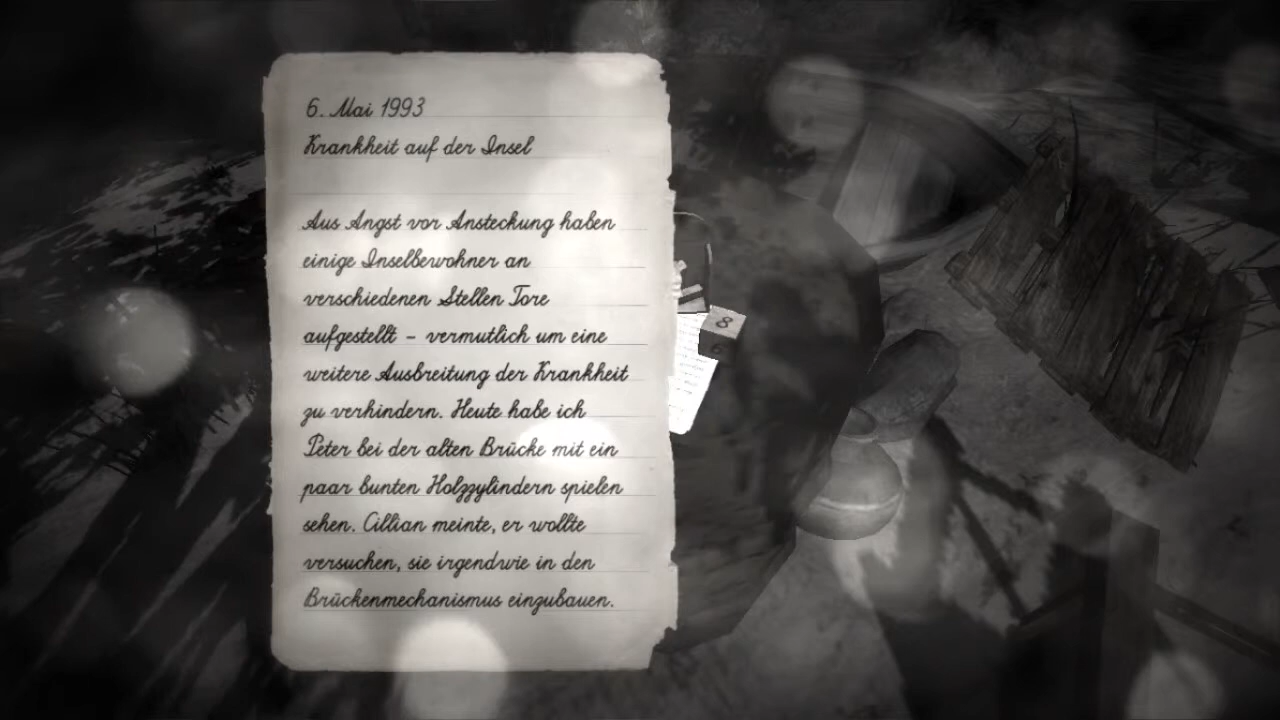 6. Mai 1993
Krankheit auf der Insel
Aus Angst vor Ansteckung haben
einige Inselbewohner an
verschiedenen Stellen Tore
aufgestellt – vermutlich um eine
weitere Ausbreitung der Krankheit
zu verhindern. Heute habe ich
Peter bei der alten Brücke mit ein
paar bunten Holzzylindern spielen
sehen. Cillian meinte, er wollte
versuchen, sie irgendwie in den
Brückenmechanismus einzubauen.
8